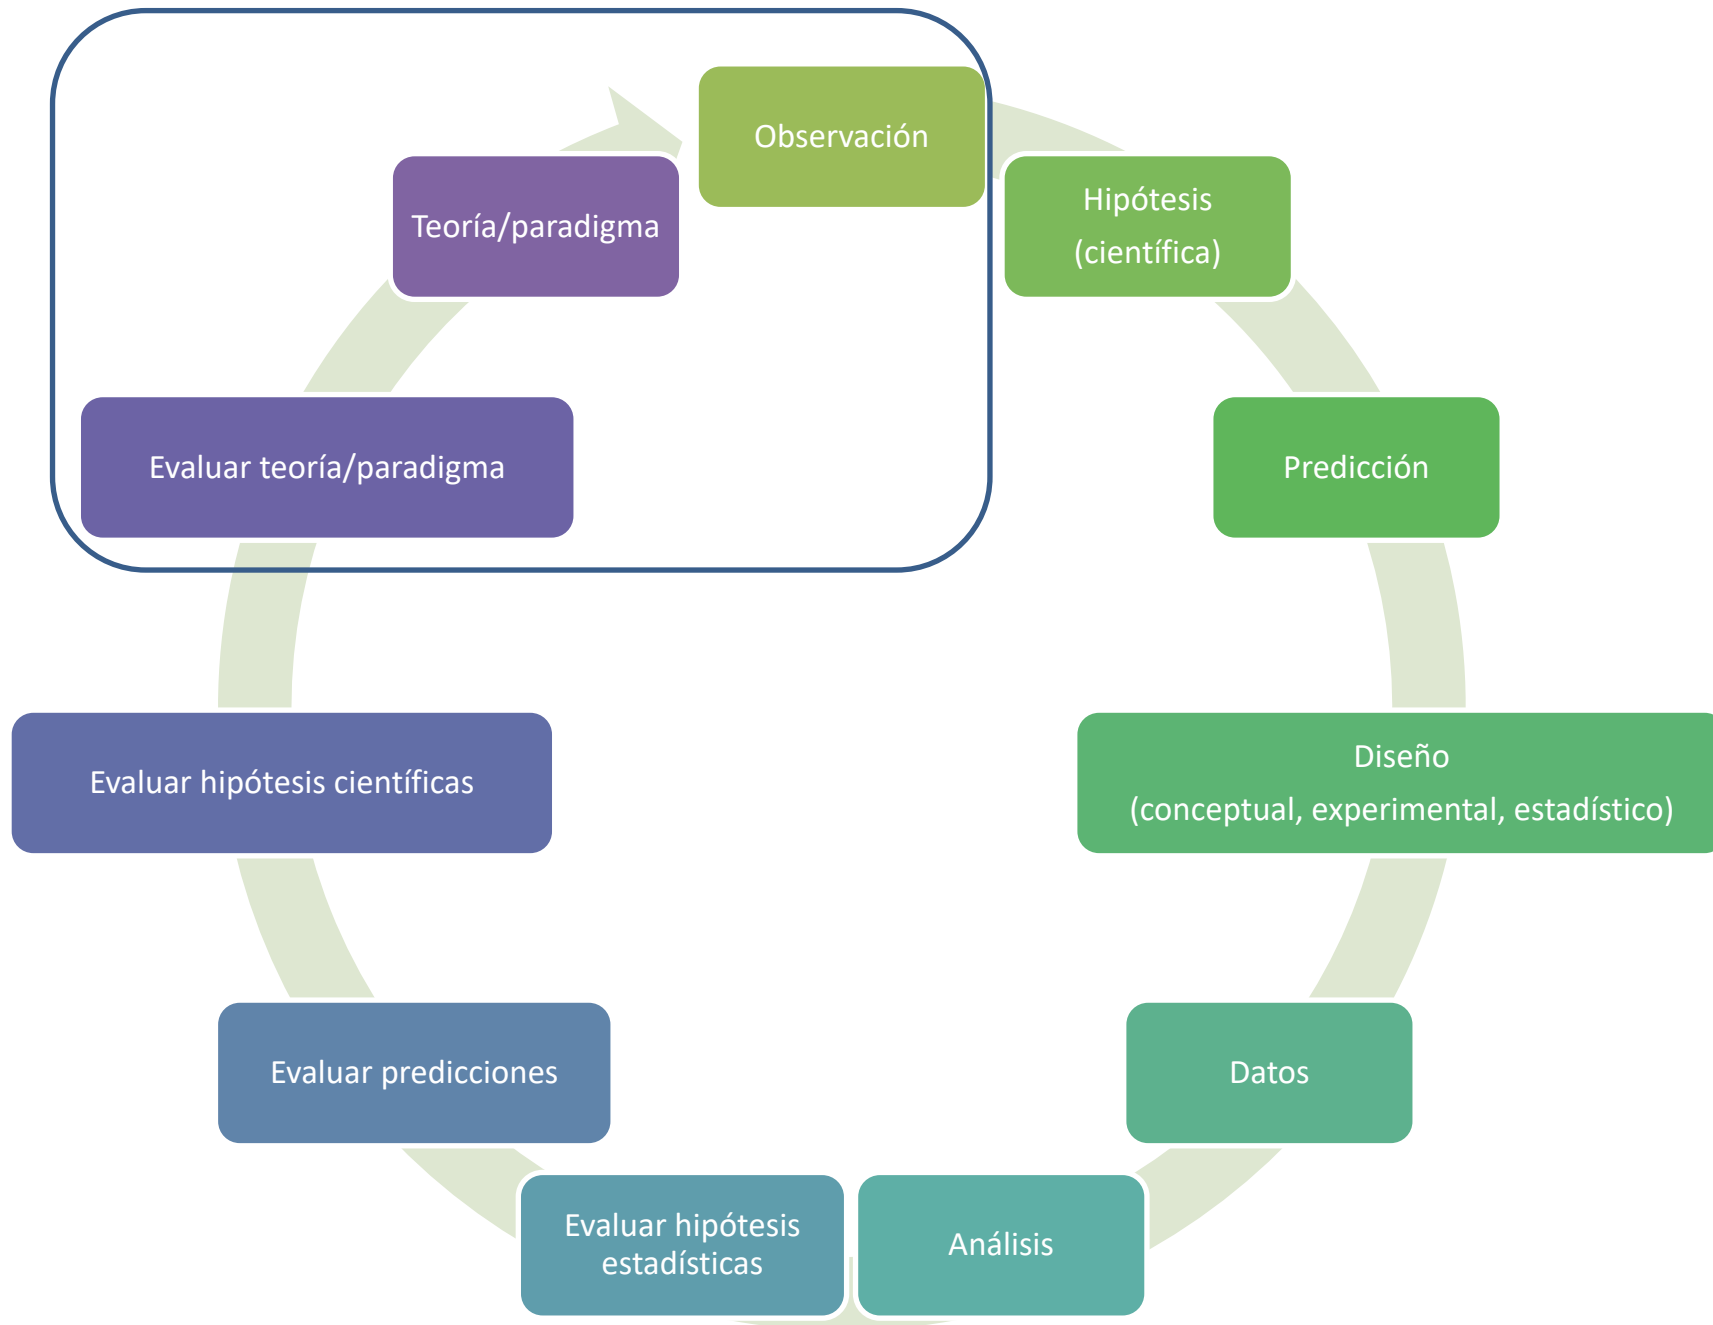 Observación
Hipótesis
(científica)
Predicción
Diseño
(conceptual, experimental, estadístico)
Datos
Análisis
Evaluar hipótesis
estadísticas
Evaluar predicciones
Evaluar hipótesis científicas
Evaluar teoría/paradigma
Teoría/paradigma